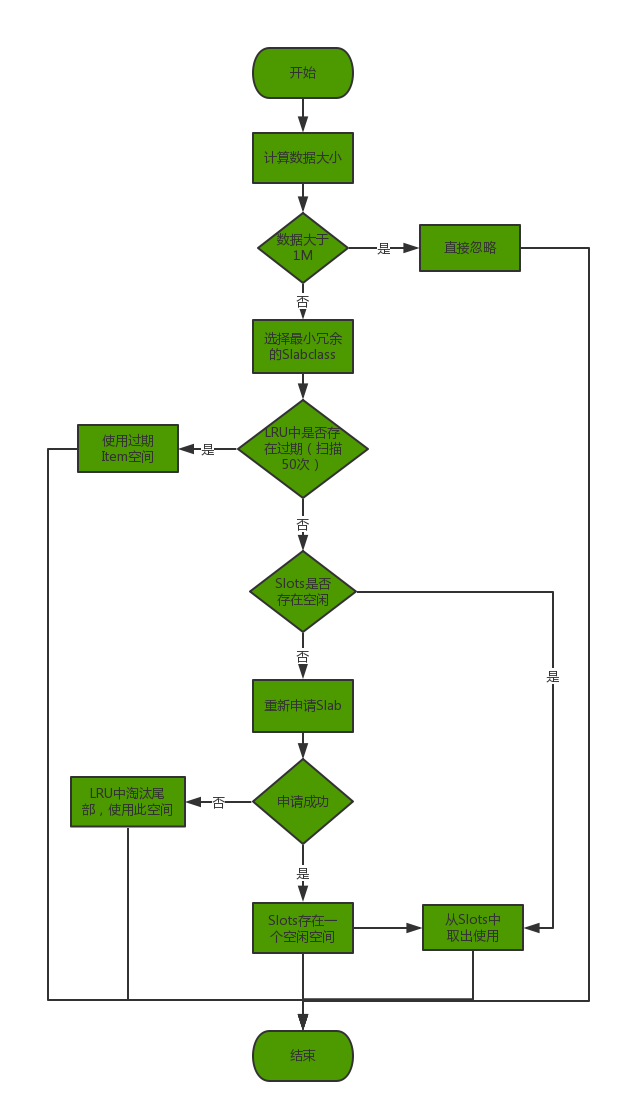 开始
计算数据大小
数据大于
1M
是
直接忽略
否
选择最小冗余
的Slabclass
LRU中是否存
在过期（扫描
50次）
是
使用过期
Item空间
否
Slots是否
存在空闲
是
否
重新申请Slab
申请成功
否
LRU中淘汰尾
部，使用此空间
是
Slots存在一
个空闲空间
从Slots中
取出使用
结束